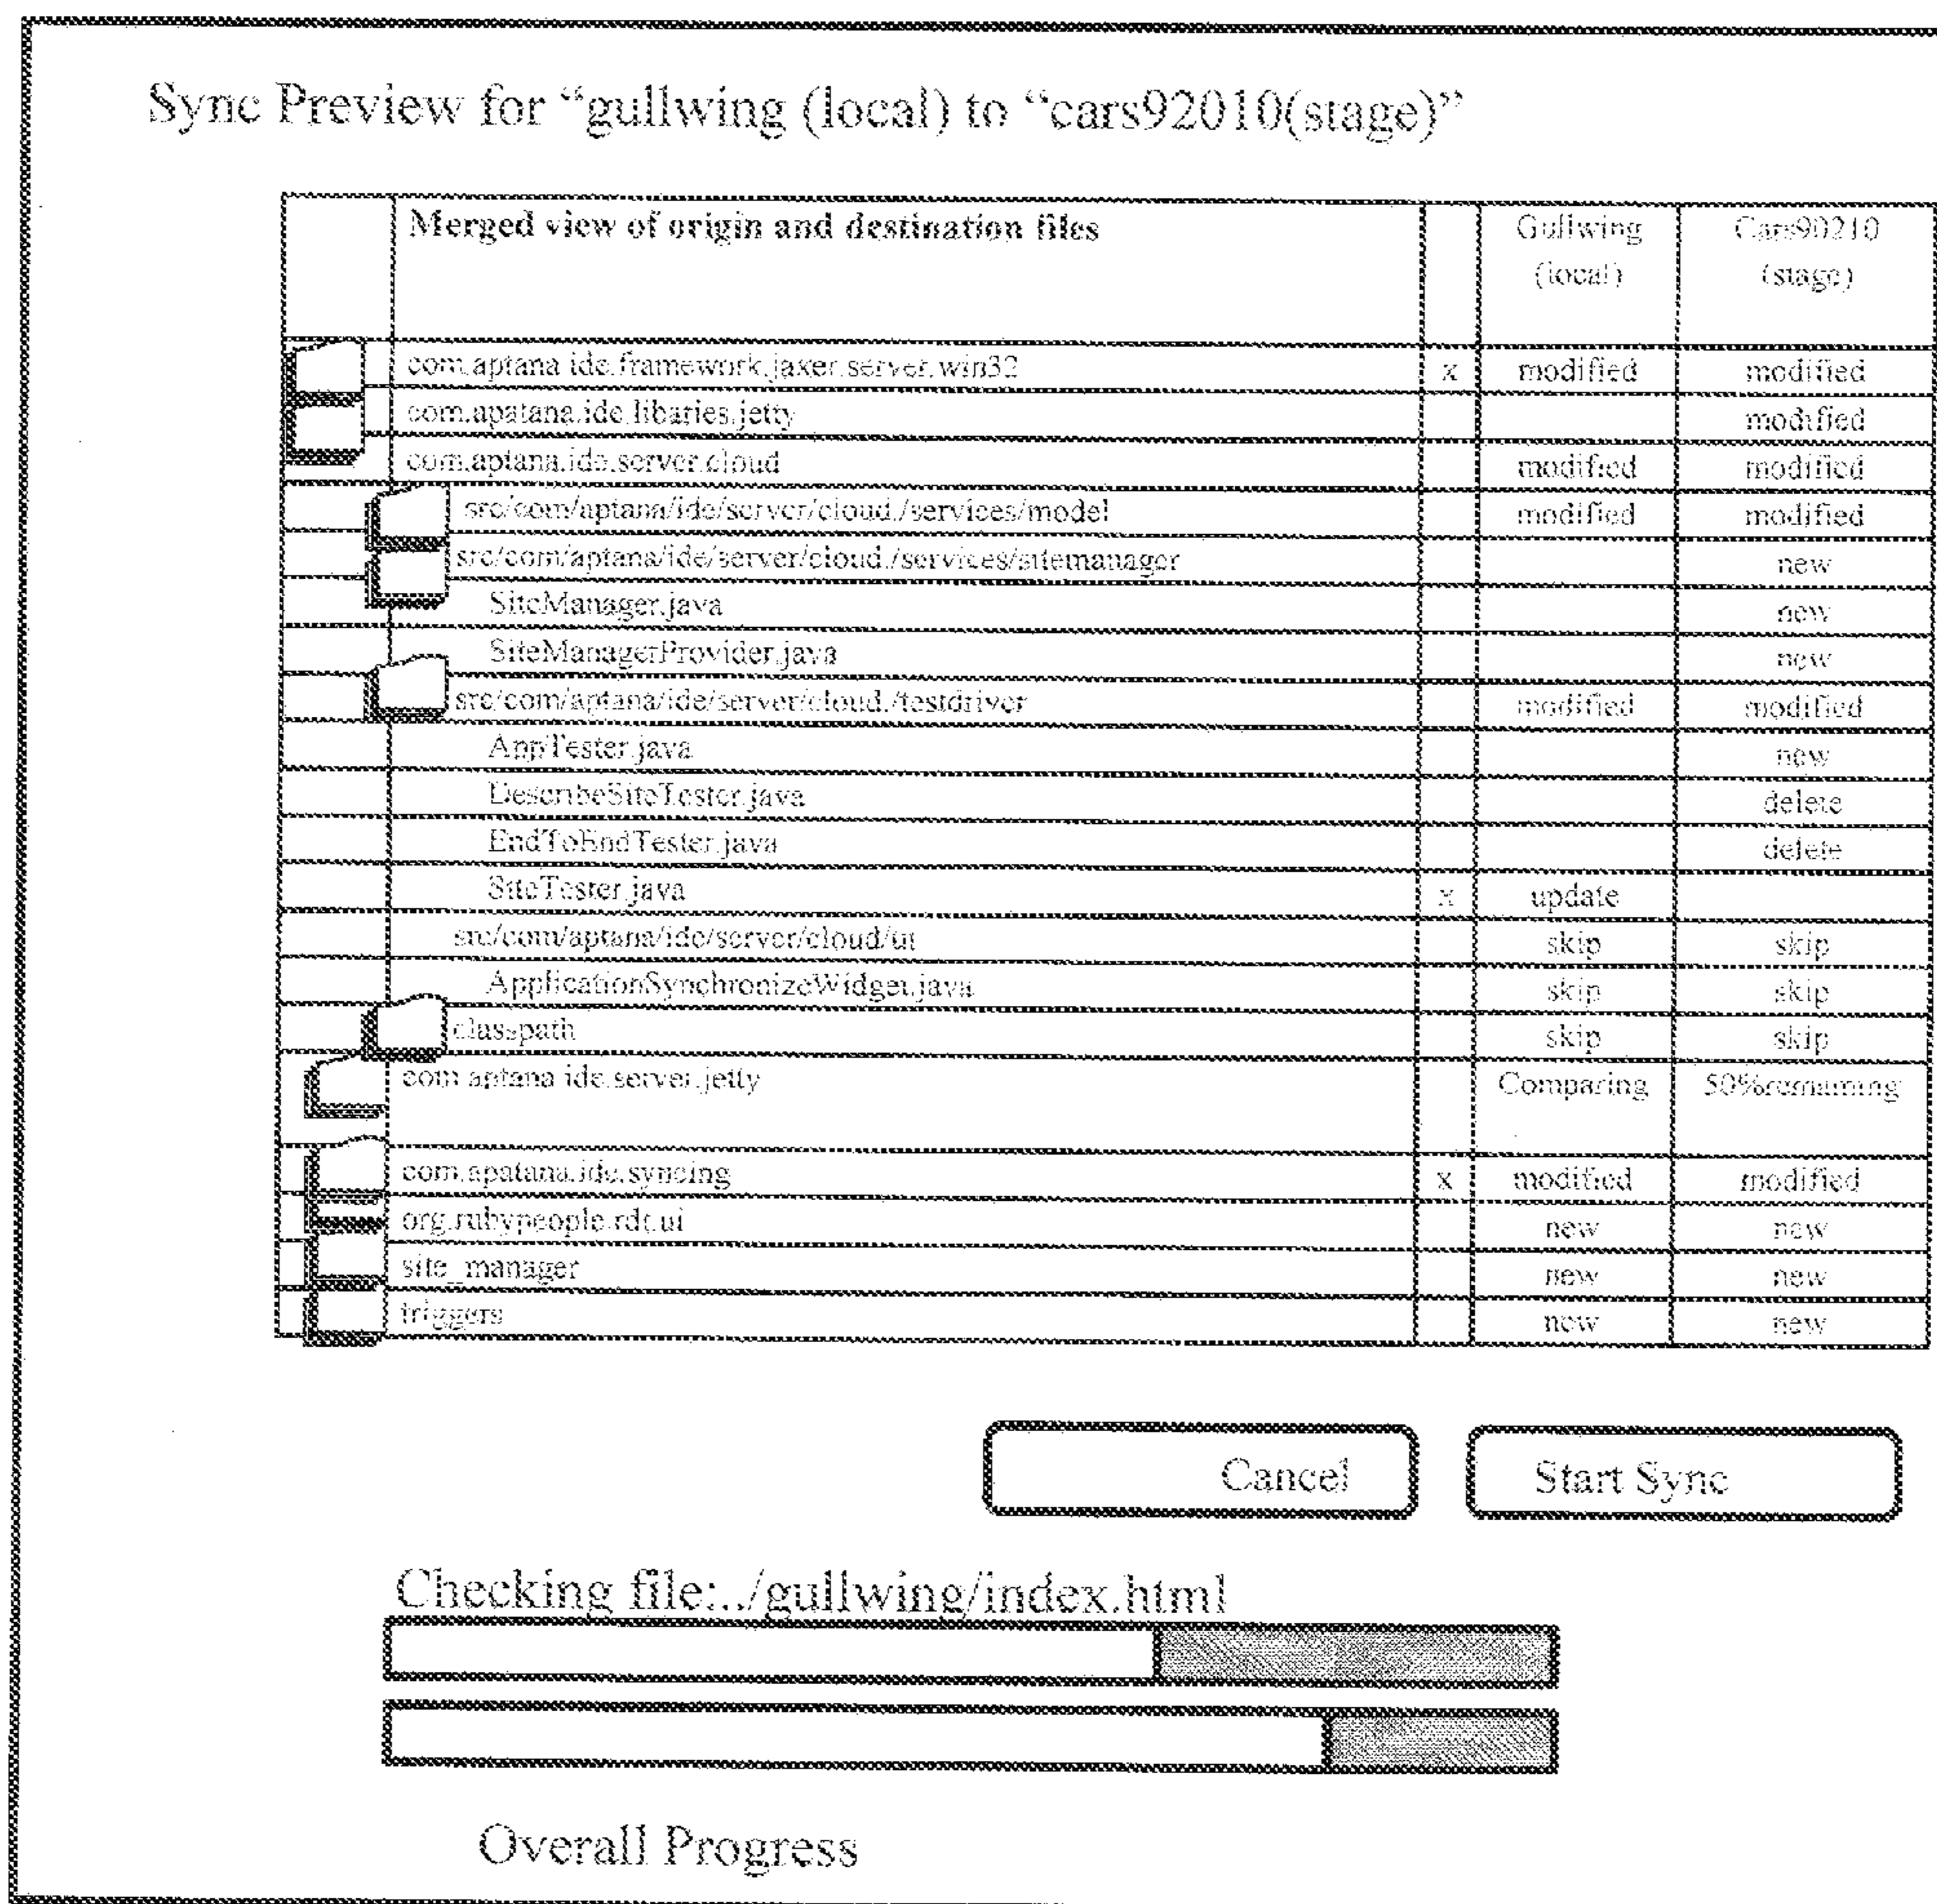 Sync Preview for “gullwing (local) to “cars92010(stage)”
Merged view of origin and destination files Gullwing (local) Cars90210 (stage)
com.aptana.ide.framework.jaxer.server.win32 x modified modified
com.apatana.ide.libaries.jetty modified
com.aptana.ide.server.cloud modified modified
src/com/aptana/ide/server/cloud./services/model modified modified
src/com/aptana/ide/server/cloud./services/sitemanager new
SiteManager.java new
SiteManagerProvider.java new
src/com/aptana/ide/server/cloud./testdriver modified modified
AppTester.java new
DescribeSiteTester.java delete
EndToEndTester.java delete
SiteTester.java x update
src/com/aptana/ide/server/cloud/ui skip skip
ApplicationSynchronizeWidget.java skip skip
classpath skip skip
com.aptana.ide.server.jetty Comparing 50%remaining
com.apatana.ide.syncing x modified modified
org.rubypeople.rdt.ui new new
site_manager new new
triggers new new
Cancel Start Sync
Checking file:../gullwing/index.html
Overall Progress